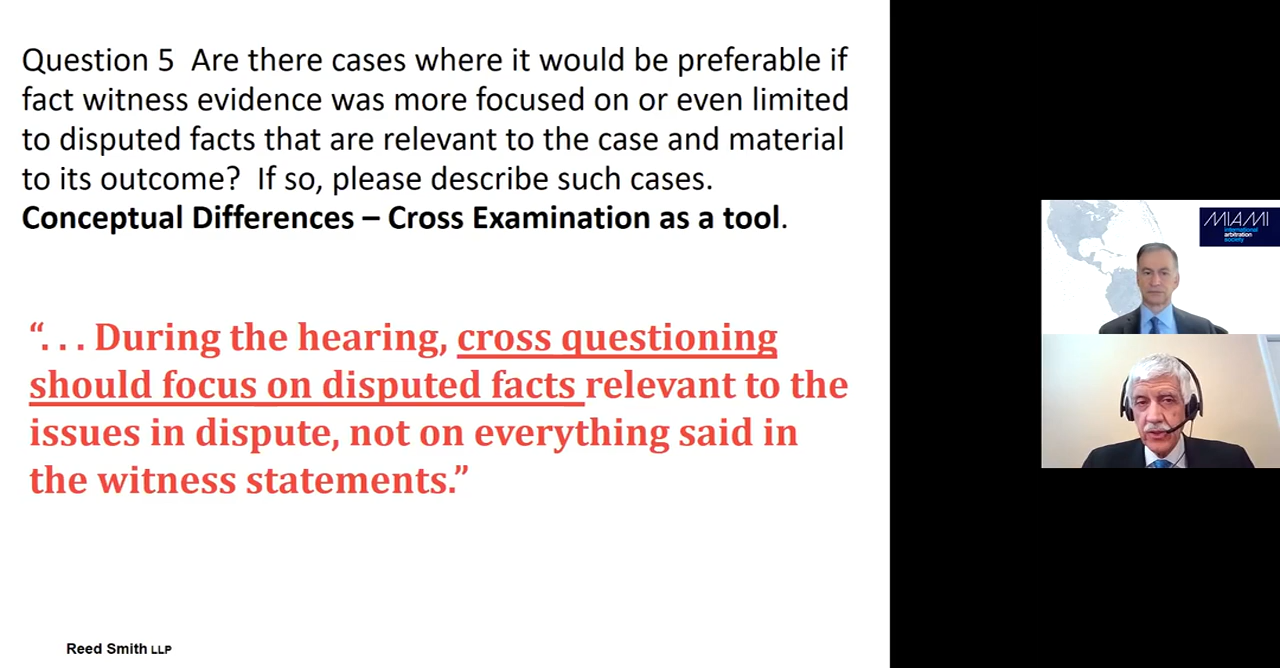 Question 5  Are there cases where it would be preferable if
fact witness evidence was more focused on or even limited
to disputed facts that are relevant to the case and material
to its outcome?  If so, please describe such cases.
Conceptual Differences – Cross Examination as a tool.
“. . . During the hearing, cross questioning
should focus on disputed facts relevant to the
issues in dispute, not on everything said in
the witness statements.”
Reed Smith LLP
MIAMI
international
arbitration
society